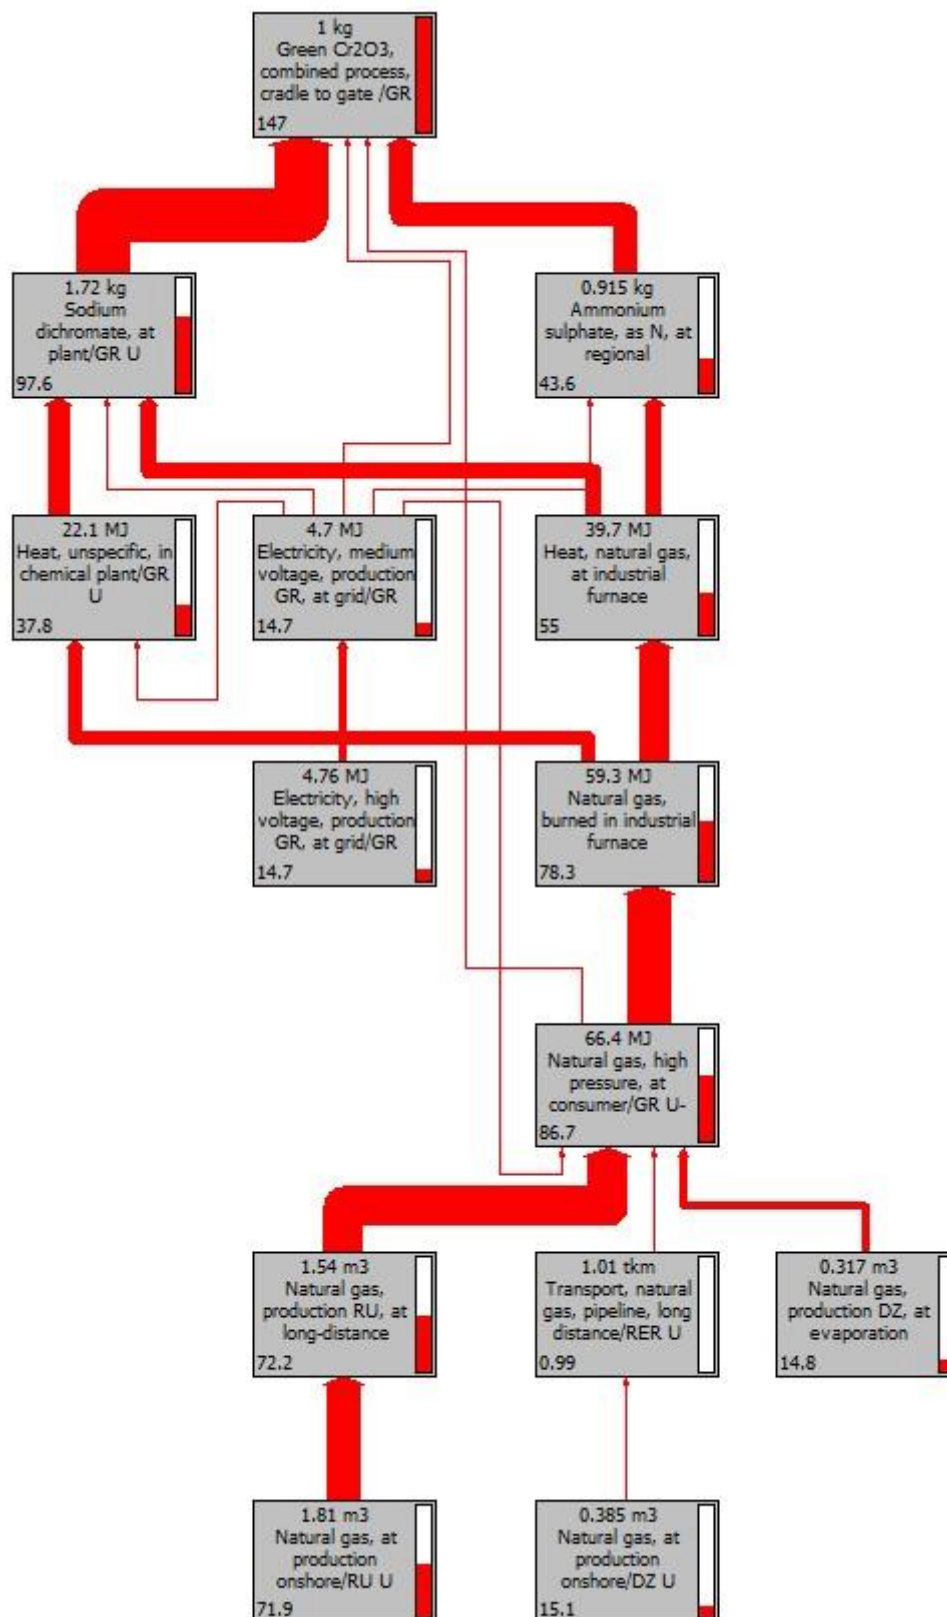 1 kg
Green Cr2O3,
combined process,
cradle to gate /GR
147
1.72 kg
Sodium
dichromate, at
plant/GR U
97.6
0.915 kg
Ammonium
sulphate, as N, at
regional
43.6
22.1 MJ
Heat, unspecific, in
chemical plant/GR
U
37.8
4.7 MJ
Electricity, medium
voltage, production
GR, at grid/GR
14.7
39.7 MJ
Heat, natural gas,
at industrial
furnace
55
4.76 MJ
Electricity, high
voltage, production
GR, at grid/GR
14.7
59.3 MJ
Natural gas,
burned in industrial
furnace
78.3
66.4 MJ
Natural gas, high
pressure, at
consumer/GR U-
86.7
1.54 m3
Natural gas,
production RU, at
long-distance
72.2
1.01 tkm
Transport, natural
gas, pipeline, long
distance/RER U
0.99
0.317 m3
Natural gas,
production DZ, at
evaporation
14.8
1.81 m3
Natural gas, at
production
onshore/RU U
71.9
0.385 m3
Natural gas, at
production
onshore/DZ U
15.1